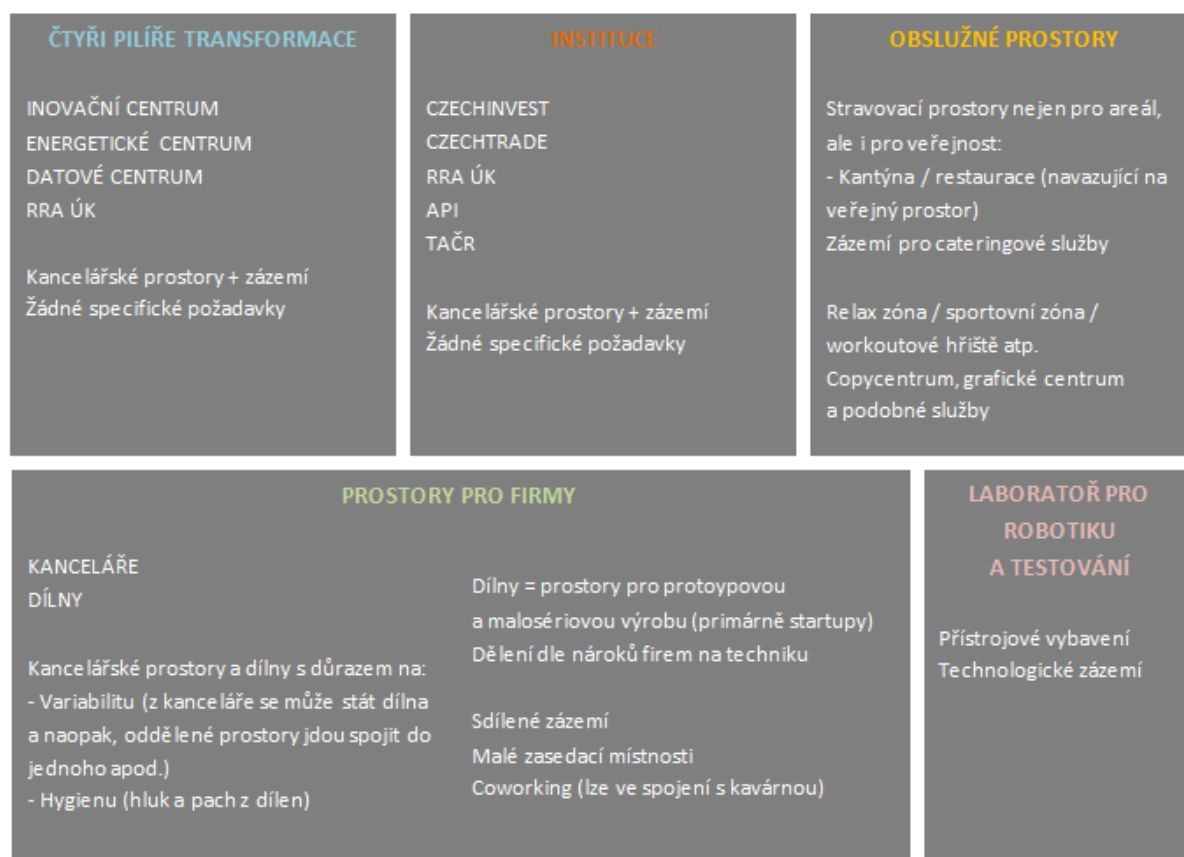 ČTYŘI PILÍŘE TRANSFORMACE
INOVAČNÍ CENTRUM
ENERGETICKÉ CENTRUM
DATOVÉ CENTRUM
RRA ÚK
Kancelářské prostory + zázemí
Žádné specifické požadavky
INSTITUCE
CZECHINVEST
CZECHTRADE
RRA ÚK
API
TAČR
Kancelářské prostory + zázemí
Žádné specifické požadavky
OBSLUŽNÉ PROSTORY
Stravovací prostory nejen pro areál,
ale i pro veřejnost:
- Kantýna / restaurace (navazující na
veřejný prostor)
Zázemí pro cateringové služby
Relax zóna / sportovní zóna /
workoutové hřiště atp.
Copycentrum, grafické centrum
a podobné služby
PROSTORY PRO FIRMY
KANCELÁŘE
DÍLNY
Kancelářské prostory a dílny s důrazem na:
- Variabilitu (z kanceláře se může stát dílna
a naopak, oddělené prostory jdou spojit do
jednoho apod.)
- Hygienu (hluk a pach z dílen)
Dílny = prostory pro protoypovou
a malosériovou výrobu (primárně startupy)
Dělení dle nároků firem na techniku
Sdílené zázemí
Malé zasedací místnosti
Coworking (lze ve spojení s kavárnou)
LABORATOŘ PRO
ROBOTIKU
A TESTOVÁNÍ
Přístrojové vybavení
Technologické zázemí